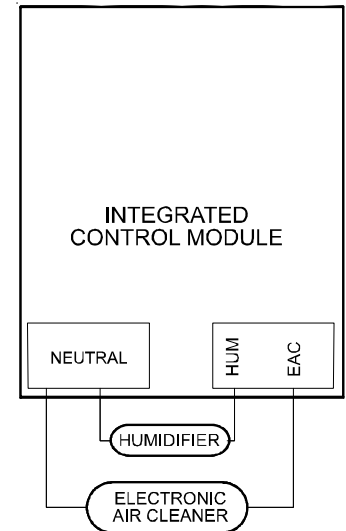 INTEGRATED
CONTROL MODULE
NEUTRAL
HUM
EAC
HUMIDIFIER
ELECTRONIC
AIR CLEANER